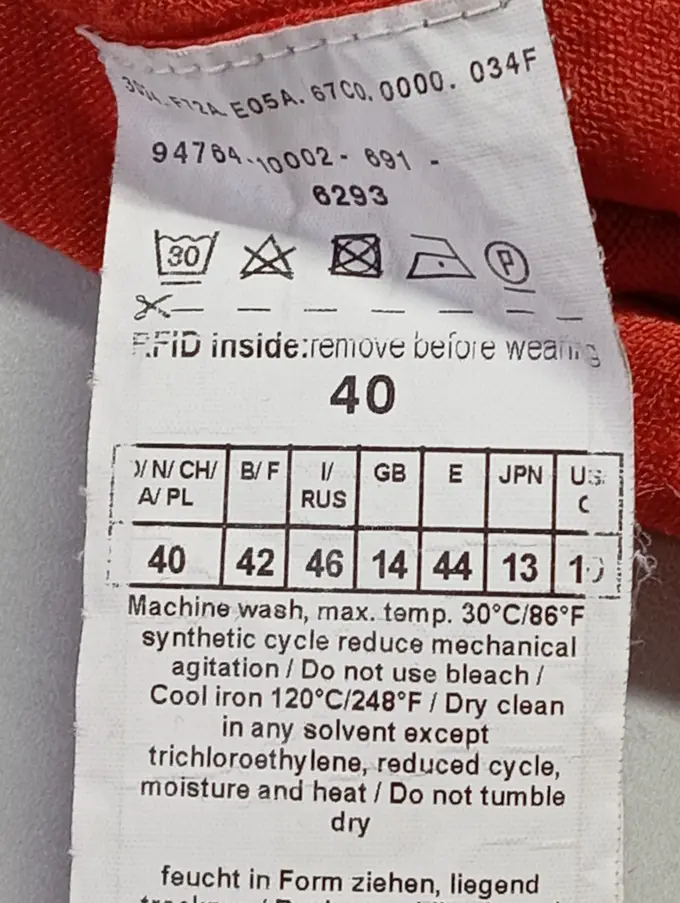 E05A. 67C0. 0000. 034F
94764-10002- 691 -
6293
30
P
RFID inside:remove before wearing
40
N/ CH/ B/ F I/ GB E JPN
A/ PL RUS
40 42 46 14 44 13
Machine wash, max. temp. 30°C/86°F
synthetic cycle reduce mechanical
agitation / Do not use bleach /
Cool iron 120°C/248°F / Dry clean
in any solvent except
trichloroethylene, reduced cycle,
moisture and heat / Do not tumble
dry
feucht in Form ziehen, liegend